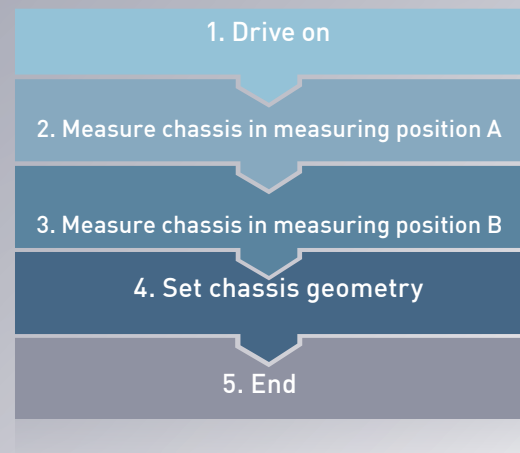 1. Drive on
2. Measure chassis in measuring position A
3. Measure chassis in measuring position B
4. Set chassis geometry
5. End